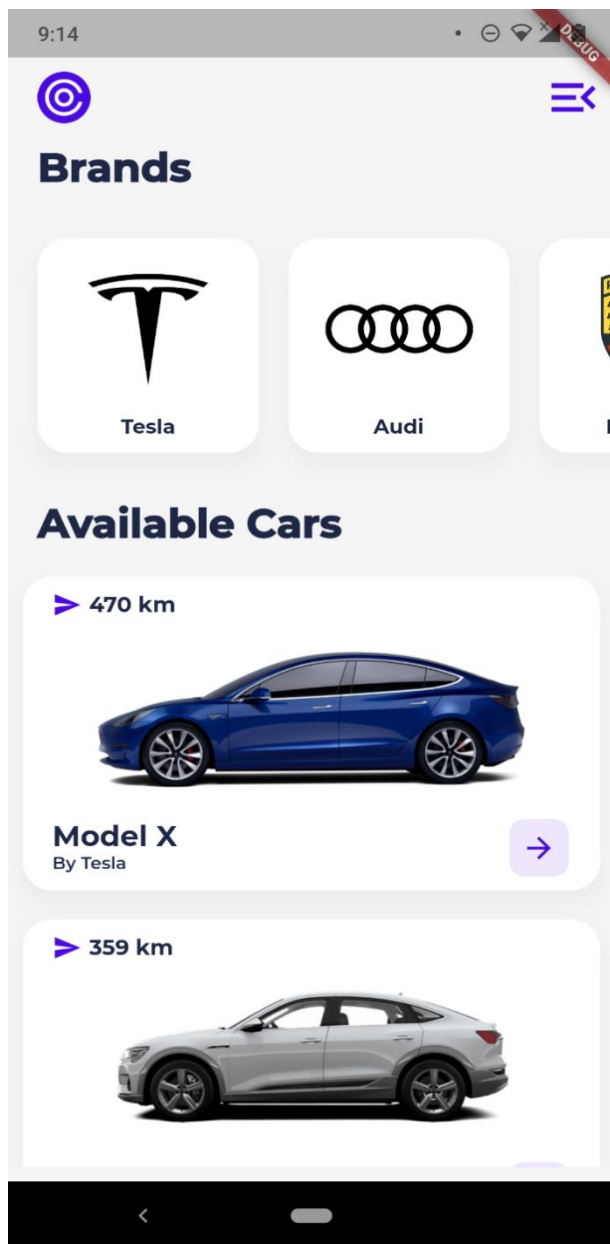 9:14
DEBUG
Brands
Tesla
Audi
Available Cars
470 km
Model X
By Tesla
359 km